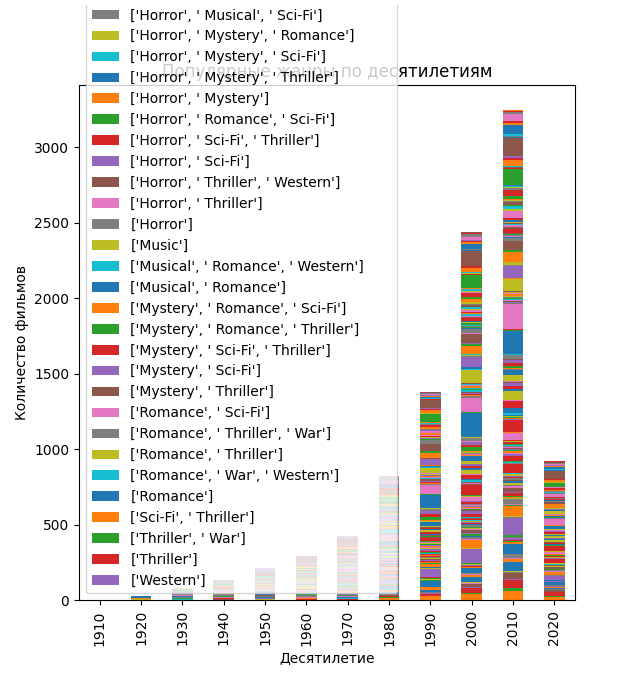 ['Horror', ' Musical', ' Sci-Fi']
['Horror', ' Mystery', ' Romance']
['Horror', ' Mystery', ' Sci-Fi']
Популярные жанры по десятилетиям
['Horror', ' Mystery', ' Thriller']
['Horror', ' Mystery']
['Horror', ' Romance', ' Sci-Fi']
['Horror', ' Sci-Fi', ' Thriller']
['Horror', ' Sci-Fi']
['Horror', ' Thriller', ' Western']
['Horror', ' Thriller']
['Horror']
['Music']
['Musical', ' Romance', ' Western']
['Musical', ' Romance']
['Mystery', ' Romance', ' Sci-Fi']
['Mystery', ' Romance', ' Thriller']
['Mystery', ' Sci-Fi', ' Thriller']
['Mystery', ' Sci-Fi']
['Mystery', ' Thriller']
['Romance', ' Sci-Fi']
['Romance', ' Thriller', ' War']
['Romance', ' Thriller']
['Romance', ' War', ' Western']
['Romance']
['Sci-Fi', ' Thriller']
['Thriller', ' War']
['Thriller']
['Western']
Количество фильмов
3000
2500
2000
1500
1000
500
0
1910 1920 1930 1940 1950 1960 1970 1980 1990 2000 2010 2020
Десятилетие